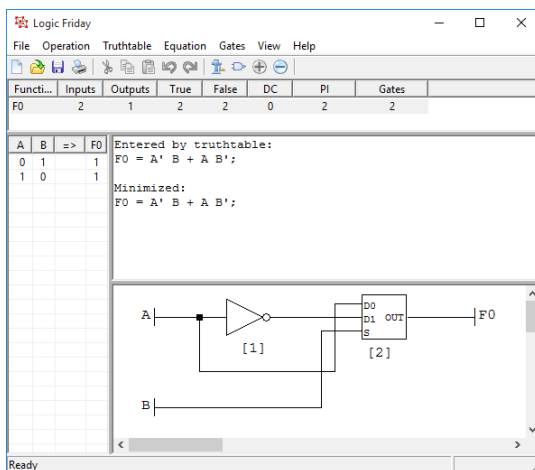 Logic Friday
File Operation Truthtable Equation Gates View Help
Functi... Inputs Outputs True False DC PI Gates
F0 2 1 2 2 0 2 2
A B => F0
0 1 1
1 0 1
Entered by truthtable:
F0 = A' B + A B';
Minimized:
F0 = A' B + A B';
A
[1]
D0
D1 OUT
S
[2]
F0
B
Ready